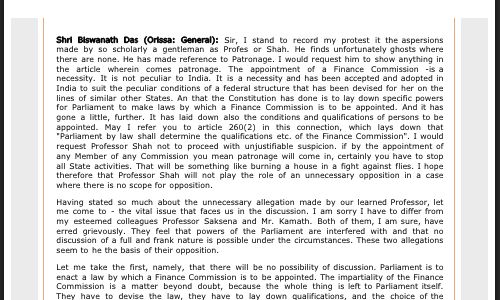 Shri Biswanath Das (Orissa: General): Sir, I stand to record my protest it the aspersions
made by so scholarly a gentleman as Profes or Shah. He finds unfortunately ghosts where
there are none. He has made reference to Patronage. I would request him to show anything in
the article wherein comes patronage. The appointment of a Finance Commission -is a
necessity. It is not peculiar to India. It is a necessity and has been accepted and adopted in
India to suit the peculiar conditions of a federal structure that has been devised for her on the
lines of similar other States. An that the Constitution has done is to lay down specific powers
for Parliament to make laws by which a Finance Commission is to be appointed. And it has
gone a little, further. It has laid down also the conditions and qualifications of persons to be
appointed. May I refer you to article 260(2) in this connection, which lays down that
"Parliament by law shall determine the qualifications etc. of the Finance Commission". I would
request Professor Shah not to proceed with unjustifiable suspicion. if by the appointment of
any Member of any Commission you mean patronage will come in, certainly you have to stop
all State activities. That will be something like burning a house in a fight against flies. I hope
therefore that Professor Shah will not play the role of an unnecessary opposition in a case
where there is no scope for opposition.
Having stated so much about the unnecessary allegation made by our learned Professor, let
me come to - the vital issue that faces us in the discussion. I am sorry I have to differ from
my esteemed colleagues Professor Saksena and Mr. Kamath. Both of them, I am sure, have
erred grievously. They feel that powers of the Parliament are interfered with and that no
discussion of a full and frank nature is possible under the circumstances. These two allegations
seem to he the basis of their opposition.
Let me take the first, namely, that there will be no possibility of discussion. Parliament is to
enact a law by which a Finance Commission is to be appointed. The impartiality of the Finance
Commission is a matter beyond doubt, because the whole thing is left to Parliament itself.
They have to devise the law, they have to lay down qualifications, and the choice of the